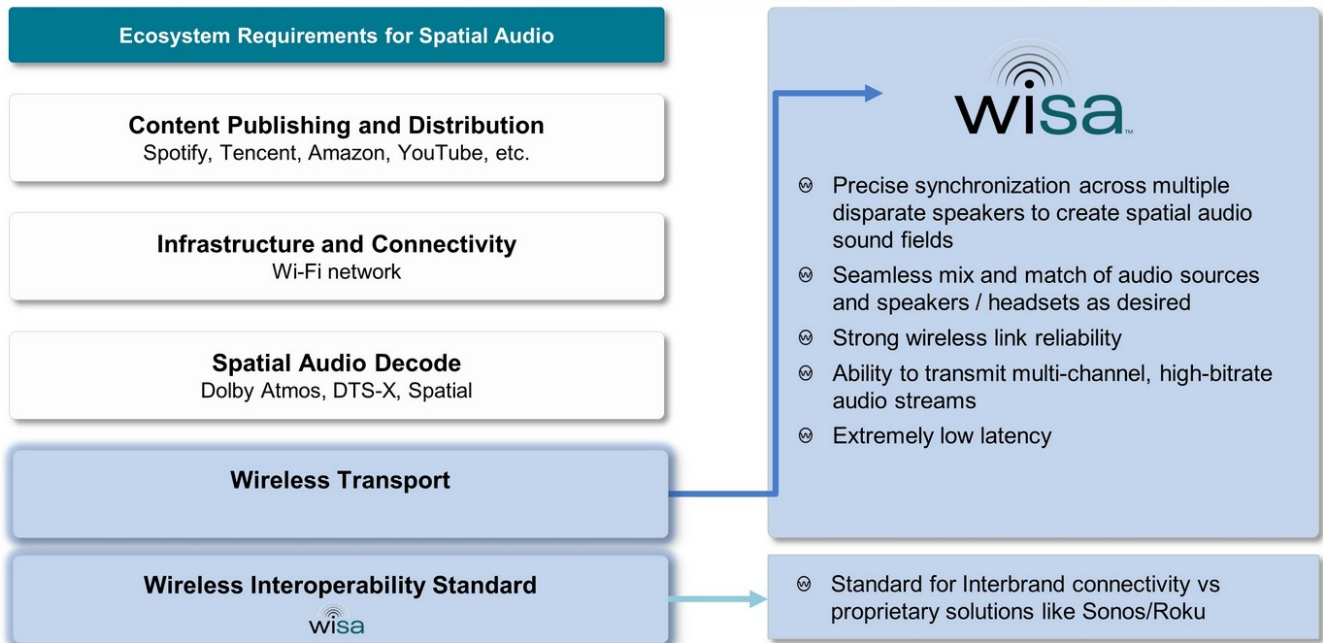 Ecosystem Requirements for Spatial Audio
Content Publishing and Distribution
Spotify, Tencent, Amazon, YouTube, etc.
Infrastructure and Connectivity
Wi-Fi network
Spatial Audio Decode
Dolby Atmos, DTS-X, Spatial
Wireless Transport
Wireless Interoperability Standard
wisa
wisa™
Precise synchronization across multiple
disparate speakers to create spatial audio
sound fields
Seamless mix and match of audio sources
and speakers / headsets as desired
Strong wireless link reliability
Ability to transmit multi-channel, high-bitrate
audio streams
Extremely low latency
Standard for Interbrand connectivity vs
proprietary solutions like Sonos/Roku